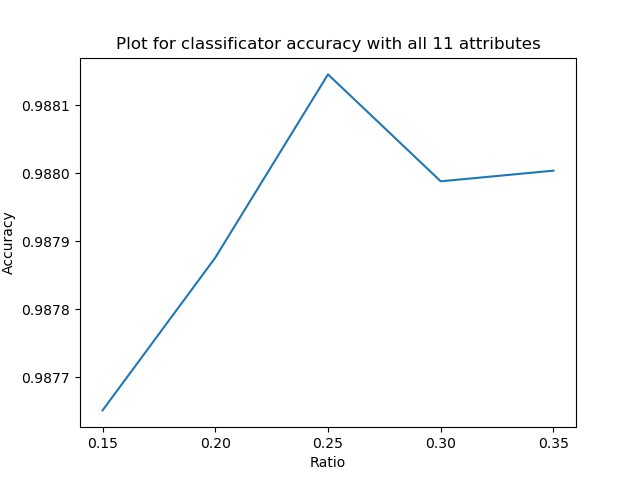 Plot for classificator accuracy with all 11 attributes
0.9881
0.9880
0.9879
0.9878
0.9877
Accuracy
0.15 0.20 0.25 0.30 0.35
Ratio